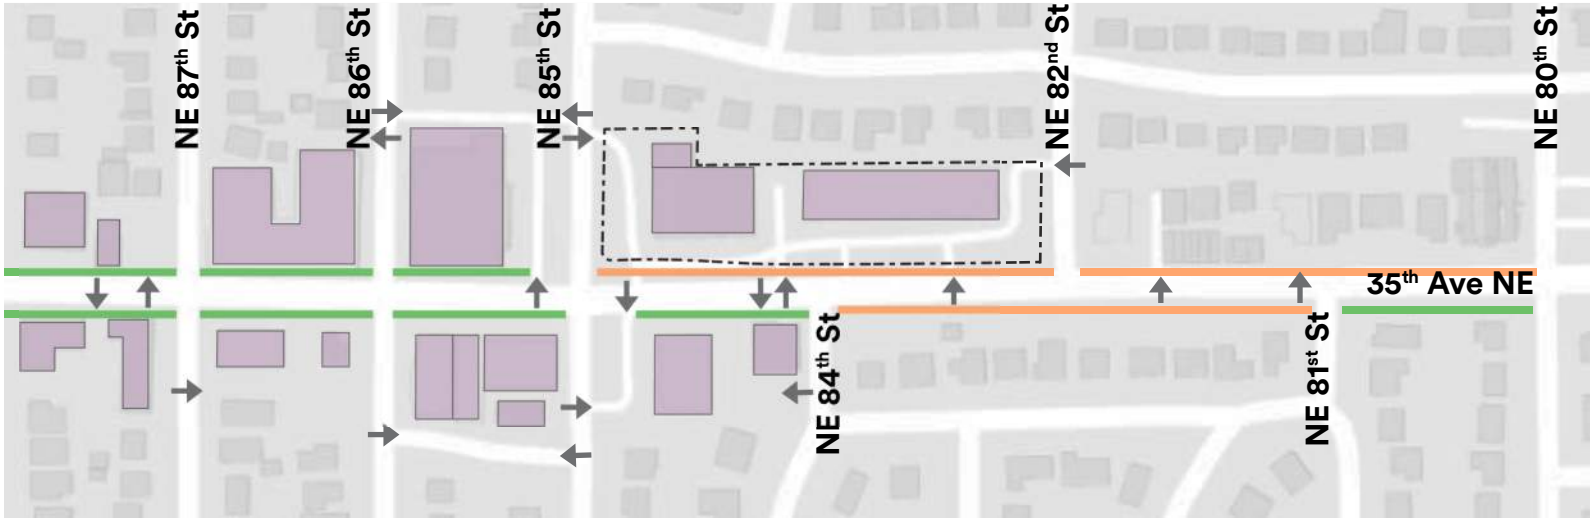 NE 87th St
NE 86th St
NE 85th St
NE 82nd St
NE 80th St
35th Ave NE
NE 84th St
NE 81st St